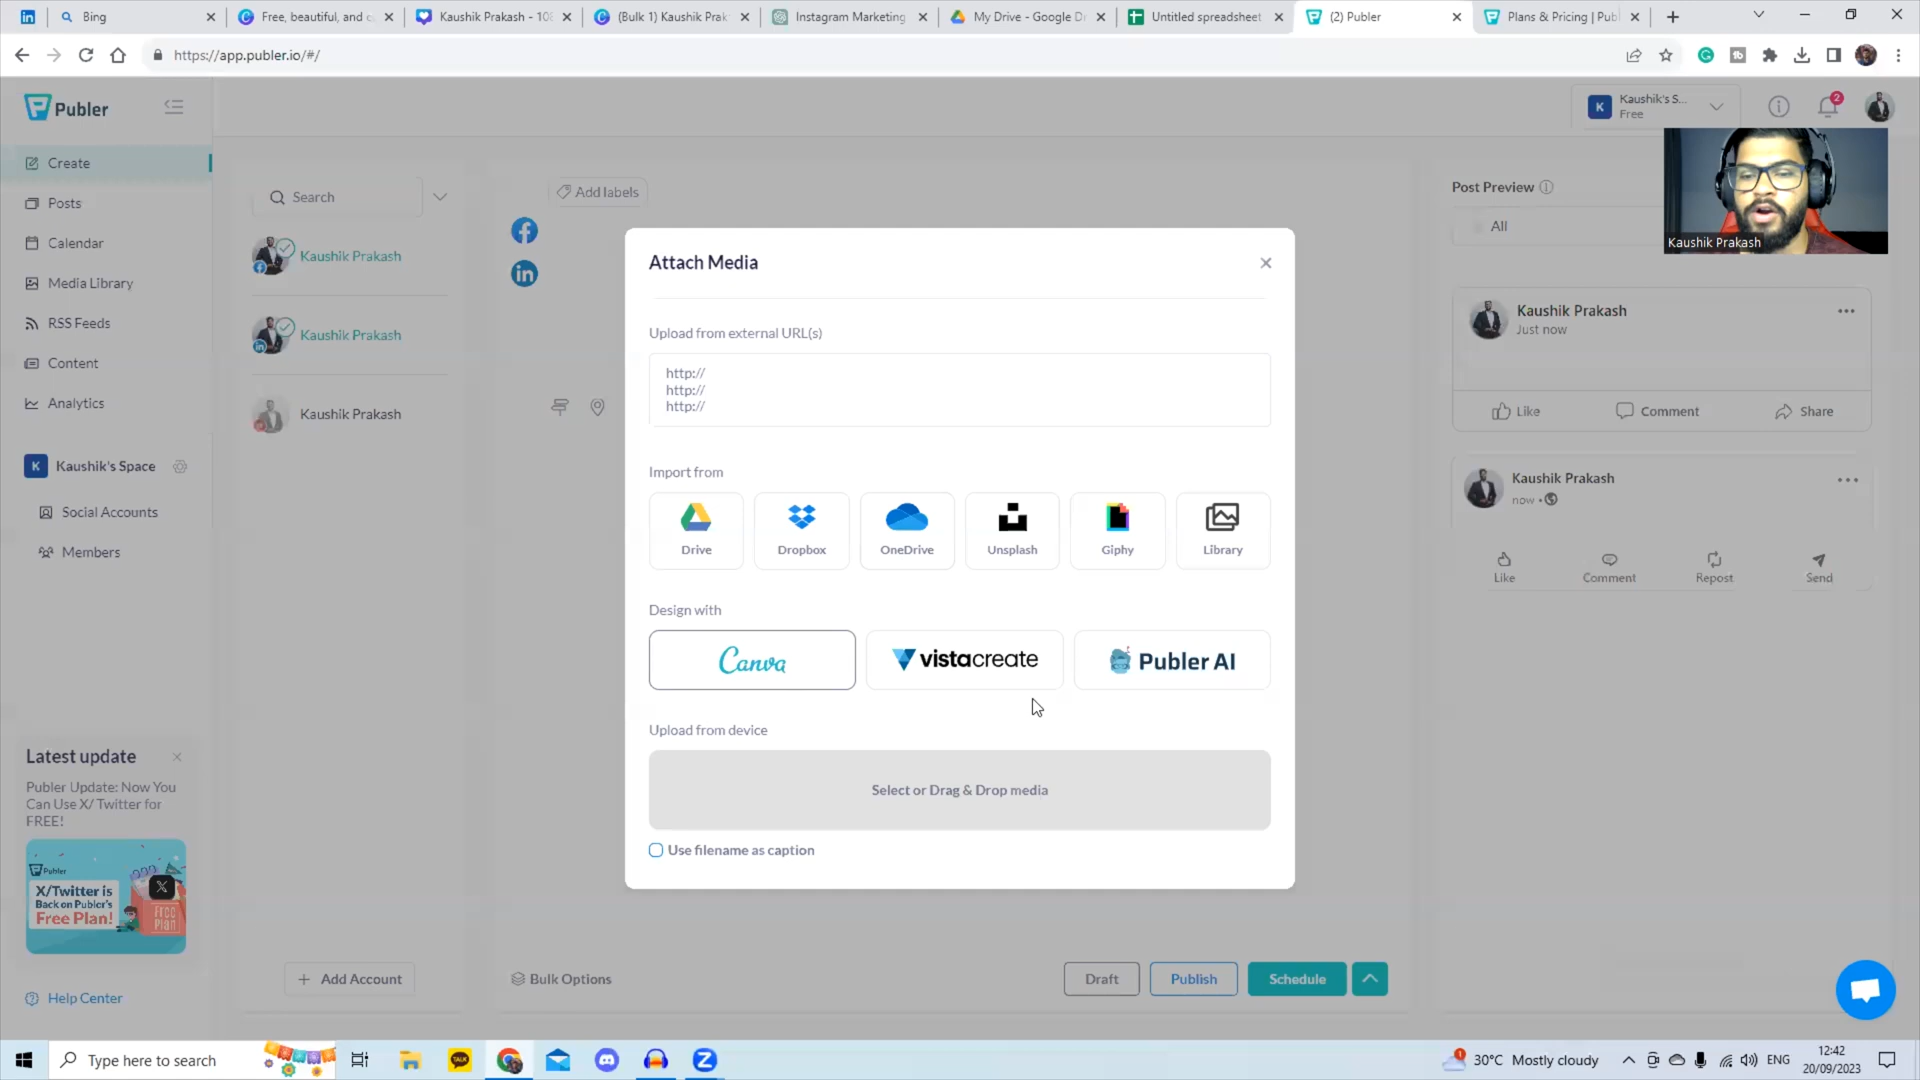 Bing
Free, beautiful, and c
Kaushik Prakash - 10
(Bulk 1) Kaushik Prak
Instagram Marketing
My Drive - Google Dr
Untitled spreadsheet
(2) Publer
Plans & Pricing | Publ
https://app.publer.io/#/
Publer
Kaushik's S...
Free
K
2
Create
Posts
Calendar
Media Library
RSS Feeds
Content
Analytics
K Kaushik's Space
Social Accounts
Members
Latest update
Publer Update: Now You
Can Use X/ Twitter for
FREE!
Publer
X/Twitter is
Back on Publer's
Free Plan!
Free
Plan
Help Center
Search
Kaushik Prakash
Kaushik Prakash
Kaushik Prakash
Add Account
Add labels
Attach Media
Upload from external URL(s)
http://
http://
http://
Import from
Drive
Dropbox
OneDrive
Unsplash
Giphy
Library
Design with
Canva
vistacreate
Publer AI
Upload from device
Select or Drag & Drop media
Use filename as caption
Bulk Options
Draft
Publish
Schedule
Post Preview
All
Kaushik Prakash
Kaushik Prakash
Just now
Like
Comment
Share
Kaushik Prakash
now •
Like
Comment
Repost
Send
Type here to search
TALK
Z
1
30°C Mostly cloudy
ENG
12:42
20/09/2023